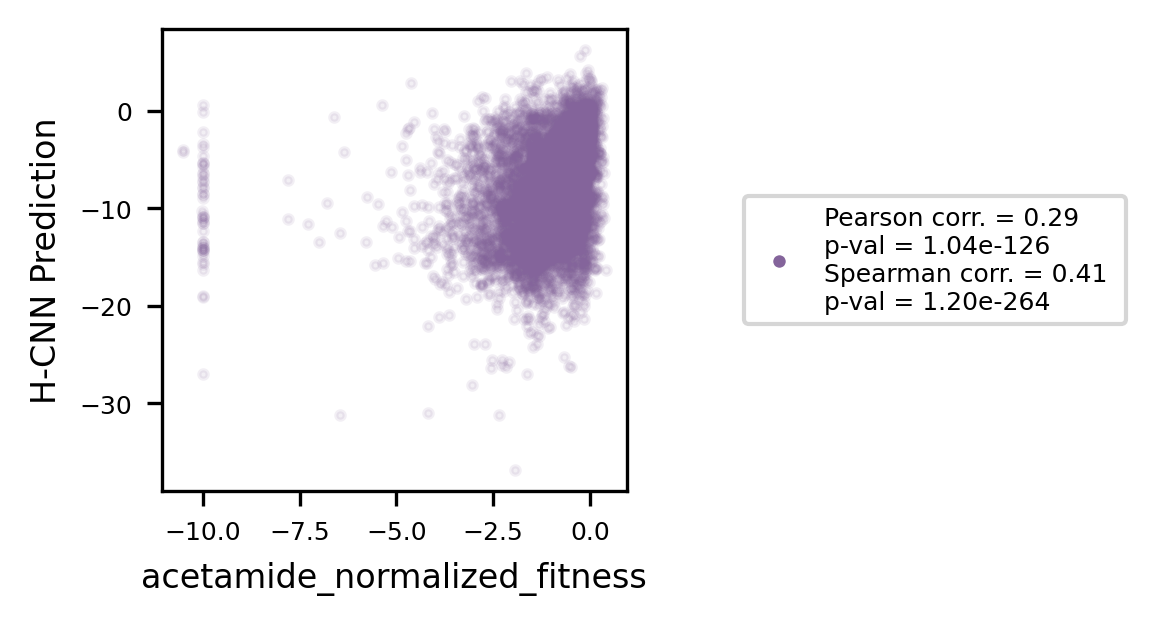 H-CNN Prediction
0
−10
−20
−30
−10.0
−7.5
−5.0
−2.5
0.0
acetamide_normalized_fitness
Pearson corr. = 0.29
p-val = 1.04e-126
Spearman corr. = 0.41
p-val = 1.20e-264